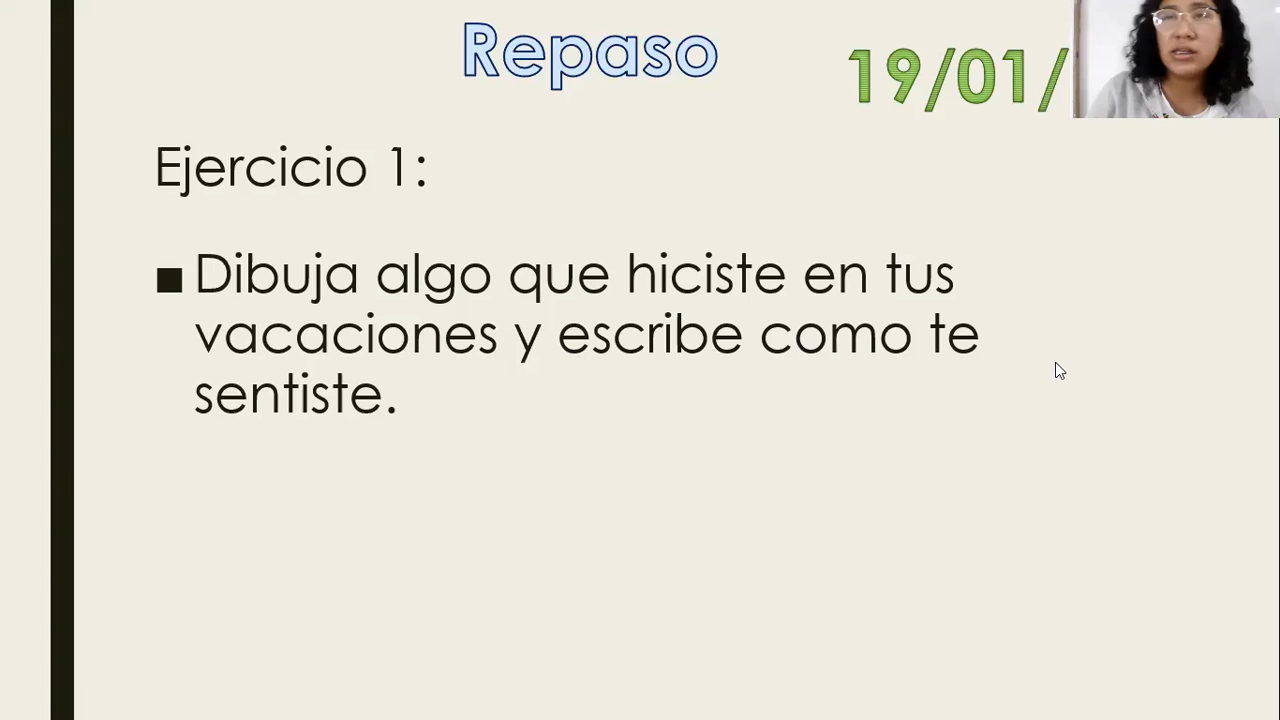 Repaso
19/01/
Ejercicio 1:
■ Dibuja algo que hiciste en tus
vacaciones y escribe como te
sentiste.